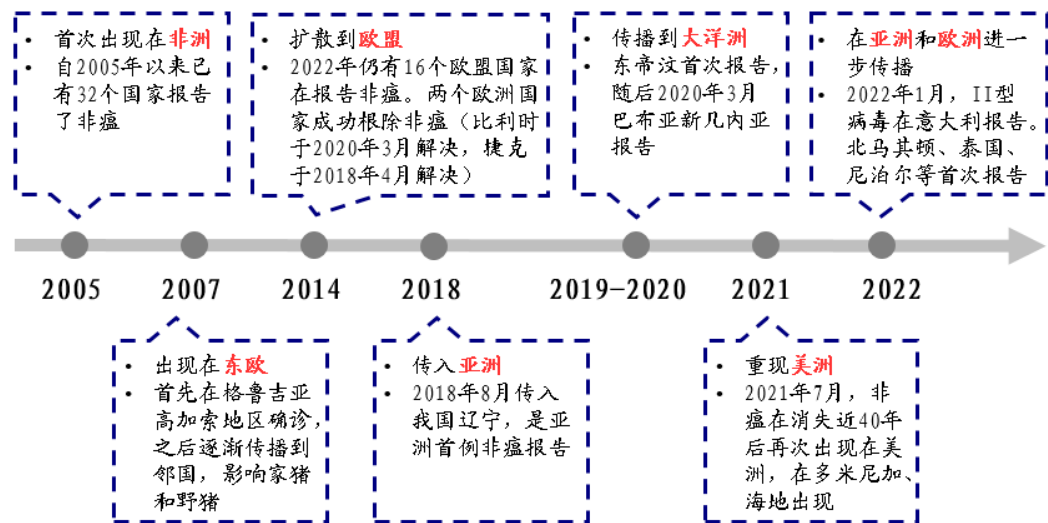 • 首次出现在非洲
• 自2005年以来已
有32个国家报告
了非瘟
• 扩散到欧盟
• 2022年仍有16个欧盟国家
在报告非瘟。两个欧洲国
家成功根除非瘟（比利时
于2020年3月解决，捷克
于2018年4月解决）
• 传播到大洋洲
• 东帝汶首次报告，
随后2020年3月
巴布亚新几内亚
报告
• 在亚洲和欧洲进一
步传播
• 2022年1月，II型
病毒在意大利报告。
北马其顿、泰国、
尼泊尔等首次报告
2005
2007
2014
2018
2019-2020
2021
2022
• 出现在东欧
• 首先在格鲁吉亚
高加索地区确诊，
之后逐渐传播到
邻国，影响家猪
和野猪
• 传入亚洲
• 2018年8月传入
我国辽宁，是亚
洲首例非瘟报告
• 重现美洲
• 2021年7月，非
瘟在消失近40年
后再次出现在美
洲，在多米尼加、
海地出现